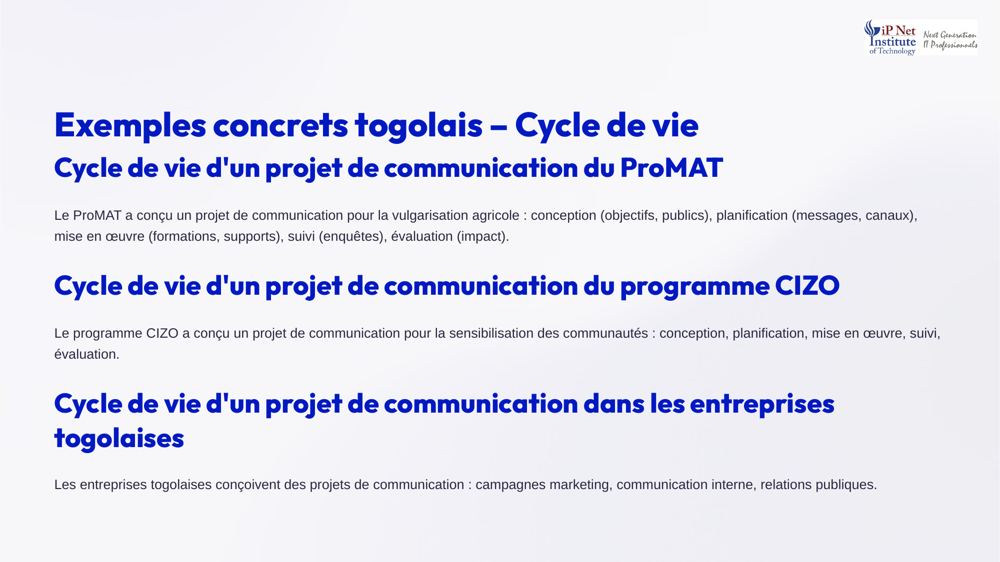 iP Net
Institute
of Technology
Next Generation
IT Professionnels
Exemples concrets togolais – Cycle de vie
Cycle de vie d'un projet de communication du ProMAT
Le ProMAT a conçu un projet de communication pour la vulgarisation agricole : conception (objectifs, publics), planification (messages, canaux),
mise en œuvre (formations, supports), suivi (enquêtes), évaluation (impact).
Cycle de vie d'un projet de communication du programme CIZO
Le programme CIZO a conçu un projet de communication pour la sensibilisation des communautés : conception, planification, mise en œuvre, suivi,
évaluation.
Cycle de vie d'un projet de communication dans les entreprises
togolaises
Les entreprises togolaises conçoivent des projets de communication : campagnes marketing, communication interne, relations publiques.